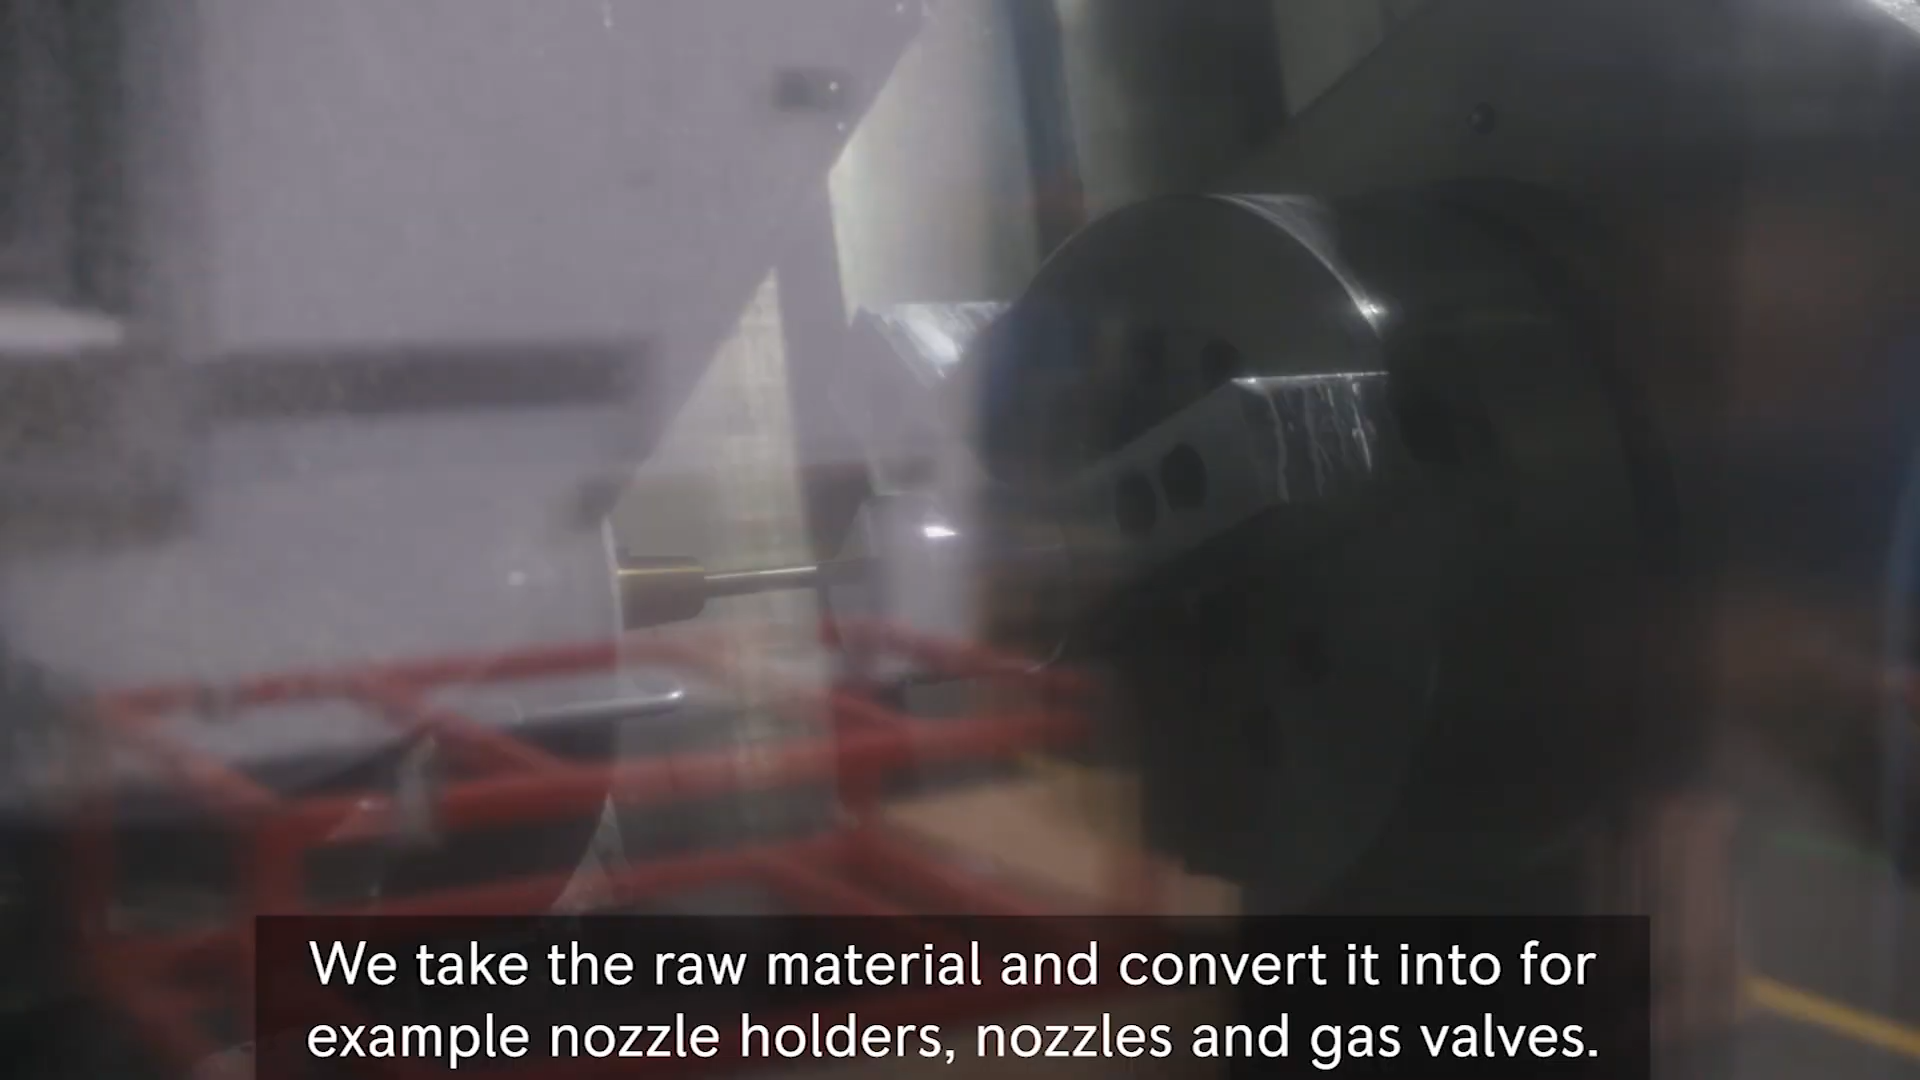 We take the raw material and convert it into for
example nozzle holders, nozzles and gas valves.